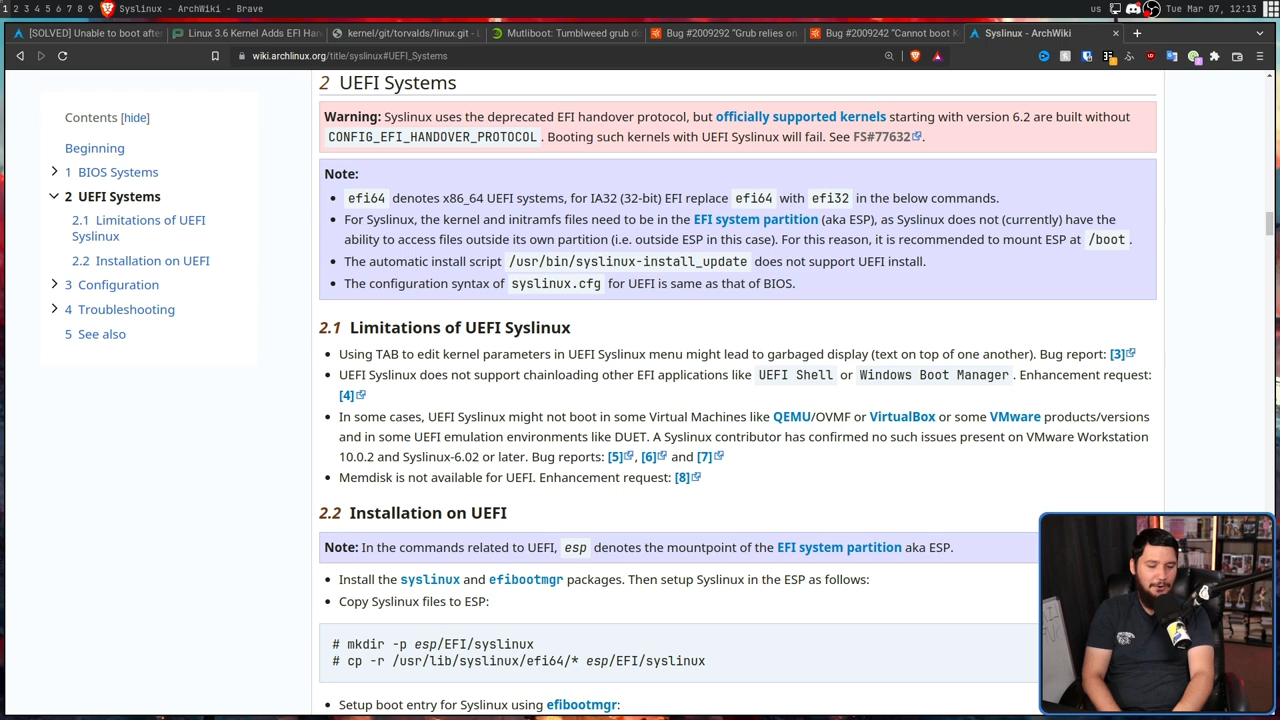 1 2 3 4 5 6 7 8 9 Syslinux - ArchWiki - Brave us Tue Mar 07, 12:13
[SOLVED] Unable to boot after Linux 3.6 Kernel Adds EFI Han kernel/git/torvalds/linux.git - L Mutliboot: Tumblweed grub do Bug #2009292 "Grub relies on Bug #2009242 "Cannot boot K Syslinux - ArchWiki
wiki.archlinux.org/title/syslinux#UEFI_Systems
Contents [hide]
Beginning
1 BIOS Systems
2 UEFI Systems
2.1 Limitations of UEFI
Syslinux
2.2 Installation on UEFI
3 Configuration
4 Troubleshooting
5 See also
2 UEFI Systems
Warning: Syslinux uses the deprecated EFI handover protocol, but officially supported kernels starting with version 6.2 are built without
CONFIG_EFI_HANDOVER_PROTOCOL. Booting such kernels with UEFI Syslinux will fail. See FS#77632.
Note:
• efi64 denotes x86_64 UEFI systems, for IA32 (32-bit) EFI replace efi64 with efi32 in the below commands.
• For Syslinux, the kernel and initramfs files need to be in the EFI system partition (aka ESP), as Syslinux does not (currently) have the
ability to access files outside its own partition (i.e. outside ESP in this case). For this reason, it is recommended to mount ESP at /boot.
• The automatic install script /usr/bin/syslinux-install_update does not support UEFI install.
• The configuration syntax of syslinux.cfg for UEFI is same as that of BIOS.
2.1 Limitations of UEFI Syslinux
• Using TAB to edit kernel parameters in UEFI Syslinux menu might lead to garbaged display (text on top of one another). Bug report: [3]
• UEFI Syslinux does not support chainloading other EFI applications like UEFI Shell or Windows Boot Manager. Enhancement request:
[4]
• In some cases, UEFI Syslinux might not boot in some Virtual Machines like QEMU/OVMF or VirtualBox or some VMware products/versions
and in some UEFI emulation environments like DUET. A Syslinux contributor has confirmed no such issues present on VMware Workstation
10.0.2 and Syslinux-6.02 or later. Bug reports: [5], [6] and [7]
• Memdisk is not available for UEFI. Enhancement request: [8]
2.2 Installation on UEFI
Note: In the commands related to UEFI, esp denotes the mountpoint of the EFI system partition aka ESP.
• Install the syslinux and efibootmgr packages. Then setup Syslinux in the ESP as follows:
• Copy Syslinux files to ESP:
# mkdir -p esp/EFI/syslinux
# cp -r /usr/lib/syslinux/efi64/* esp/EFI/syslinux
• Setup boot entry for Syslinux using efibootmgr: